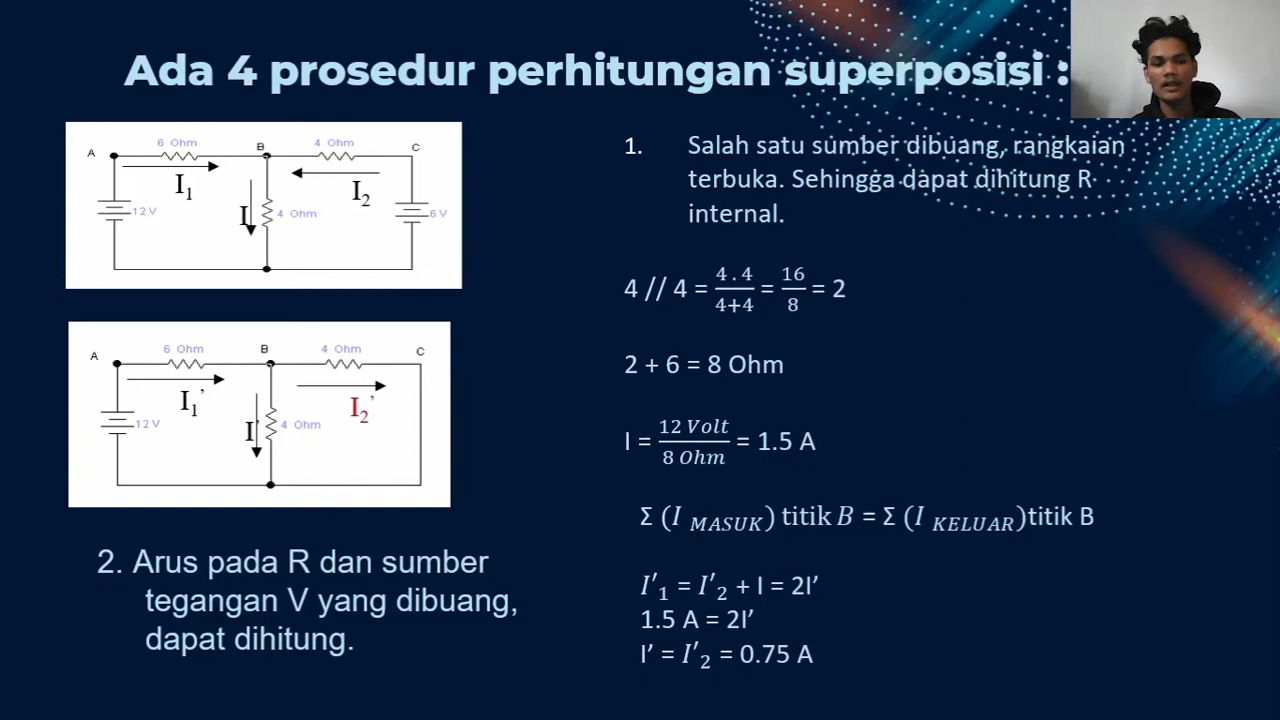 Ada 4 prosedur perhitungan superposisi :
6 Ohm
B
4 Ohm
C
A
I₁
I₂
12 V
I
4 Ohm
6 V
6 Ohm
B
4 Ohm
C
A
I₁’
I₂’
12 V
I’
4 Ohm
2. Arus pada R dan sumber
tegangan V yang dibuang,
dapat dihitung.
1. Salah satu sumber dibuang, rangkaian
terbuka. Sehingga dapat dihitung R
internal.
4 // 4 = 4 . 4/4+4 = 16/8 = 2
2 + 6 = 8 Ohm
I = 12 Volt/8 Ohm = 1.5 A
Σ (I MASUK) titik B = Σ (I KELUAR)titik B
I′₁ = I′₂ + I = 2I’
1.5 A = 2I’
I’ = I′₂ = 0.75 A